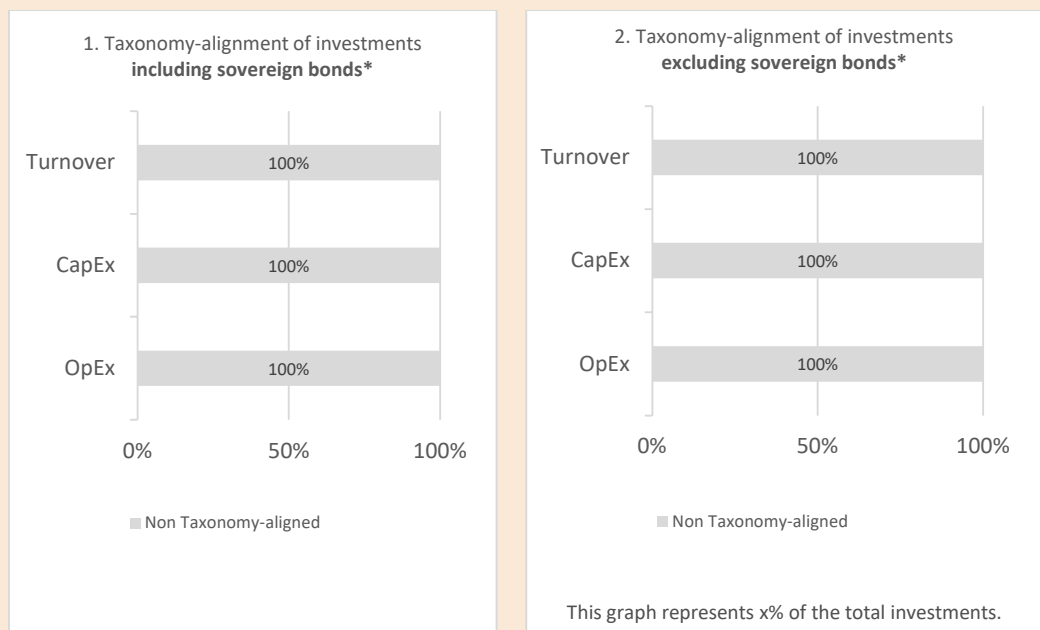 1. Taxonomy-alignment of investments
including sovereign bonds*
Turnover
100%
CapEx
100%
OpEx
100%
0%
50%
100%
Non Taxonomy-aligned
2. Taxonomy-alignment of investments
excluding sovereign bonds*
Turnover
100%
CapEx
100%
OpEx
100%
0%
50%
100%
Non Taxonomy-aligned
This graph represents x% of the total investments.